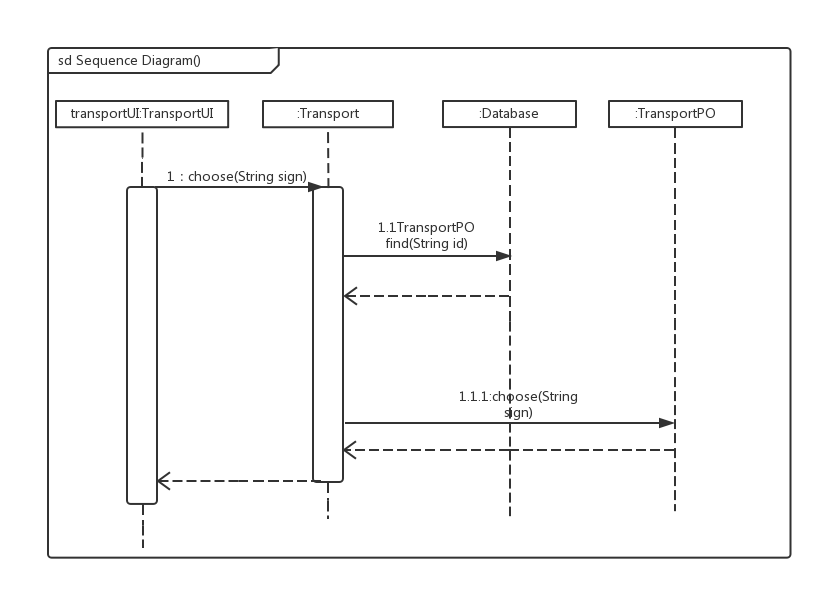 sd Sequence Diagram()
transportUI:TransportUI
:Transport
:Database
:TransportPO
1 : choose(String sign)
1.1TransportPO
find(String id)
1.1.1:choose(String
sign)